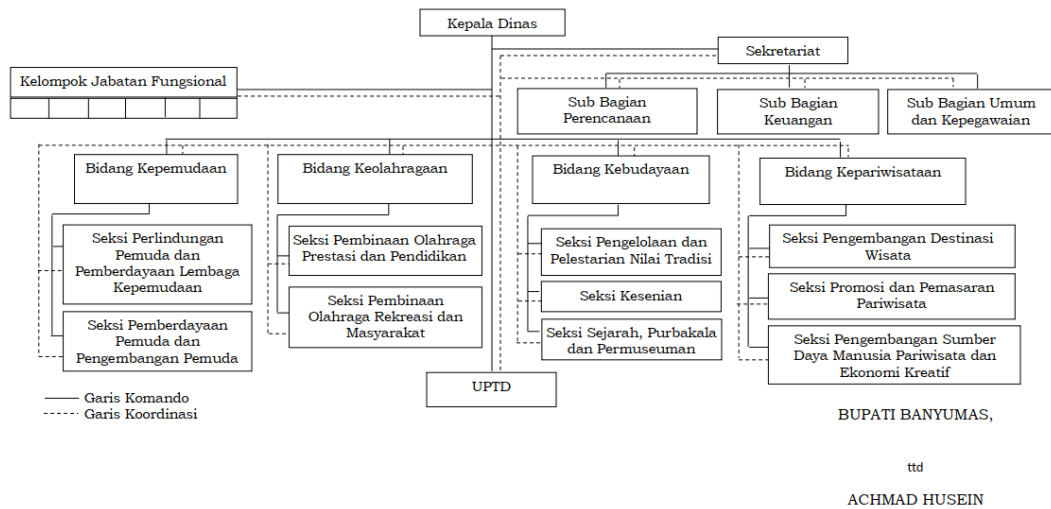 Kepala Dinas
Sekretariat
Kelompok Jabatan Fungsional
Sub Bagian
Perencanaan
Sub Bagian
Keuangan
Sub Bagian Umum
dan Kepegawaian
Bidang Kepemudaan
Bidang Keolahragaan
Bidang Kebudayaan
Bidang Kepariwisataan
Seksi Perlindungan
Pemuda dan
Pemberdayaan Lembaga
Kepemudaan
Seksi Pemberdayaan
Pemuda dan
Pengembangan Pemuda
Seksi Pembinaan Olahraga
Prestasi dan Pendidikan
Seksi Pembinaan
Olahraga Rekreasi dan
Masyarakat
Seksi Pengelolaan dan
Pelestarian Nilai Tradisi
Seksi Kesenian
Seksi Sejarah, Purbakala
dan Permuseuman
Seksi Pengembangan Destinasi
Wisata
Seksi Promosi dan Pemasaran
Pariwisata
Seksi Pengembangan Sumber
Daya Manusia Pariwisata dan
Ekonomi Kreatif
UPTD
Garis Komando
Garis Koordinasi
BUPATI BANYUMAS,
ttd
ACHMAD HUSEIN